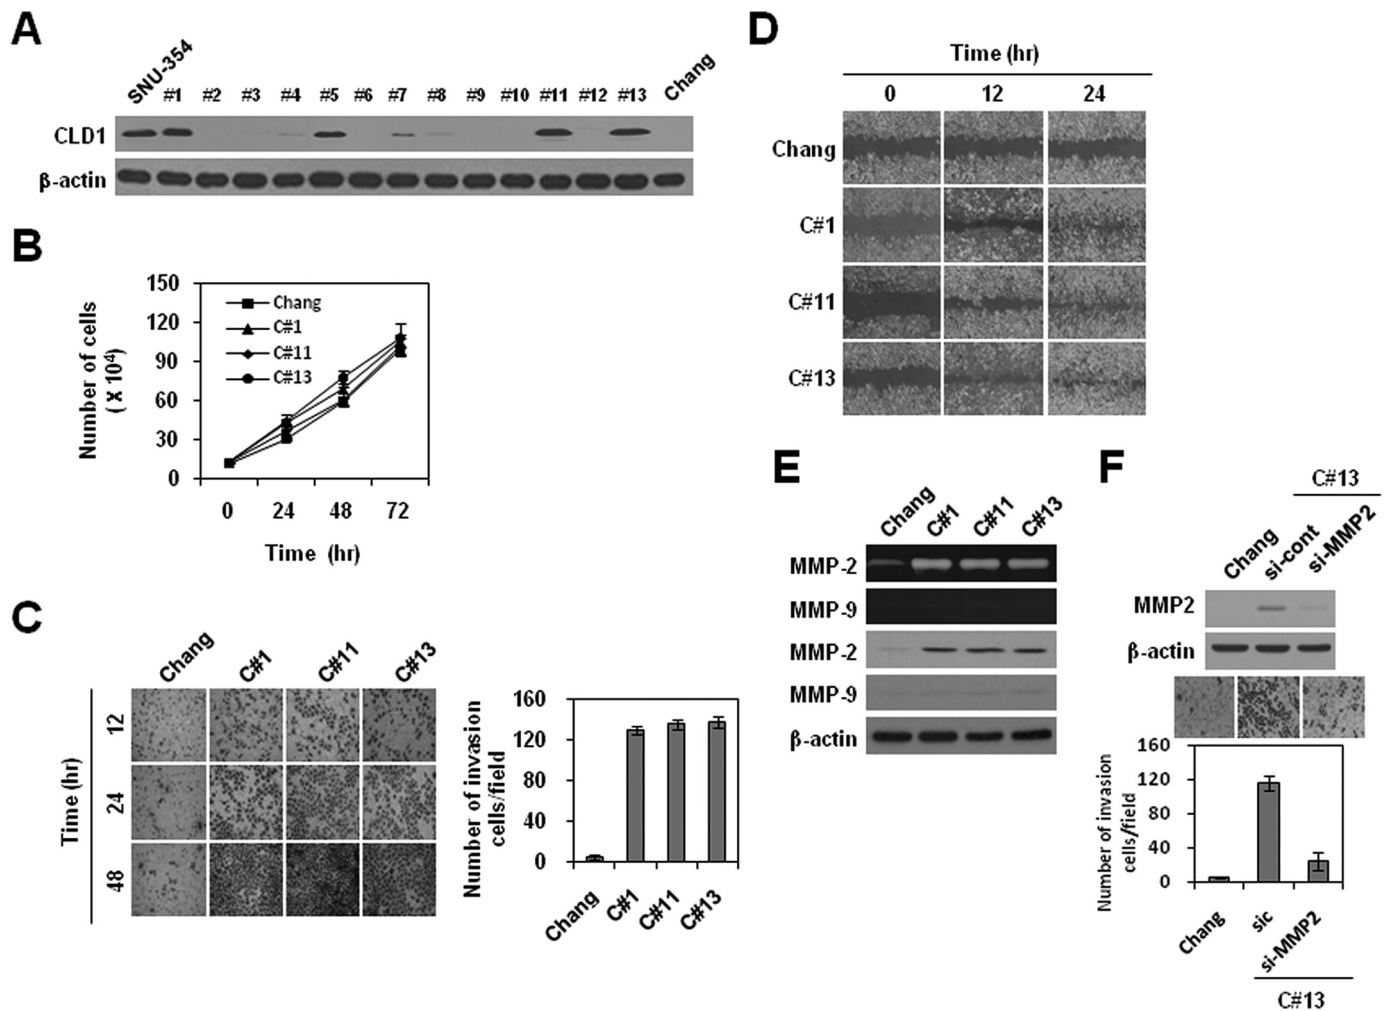 A
SNU-354 #1 #2 #3 #4 #5 #6 #7 #8 #9 #10 #11 #12 #13 Chang
CLD1
β-actin
B
Number of cells
( x 10⁴)
150
120
90
60
30
0
Chang
C#1
C#11
C#13
0 24 48 72
Time (hr)
C
Chang C#1 C#11 C#13
Time (hr)
12
24
48
Number of invasion
cells/field
160
120
80
40
0
Chang C#1 C#11 C#13
D
Time (hr)
0 12 24
Chang
C#1
C#11
C#13
E
Chang C#1 C#11 C#13
MMP-2
MMP-9
MMP-2
MMP-9
β-actin
F
C#13
Chang si-cont si-MMP2
MMP2
β-actin
Number of invasion
cells/field
160
120
80
40
0
Chang sic si-MMP2
C#13